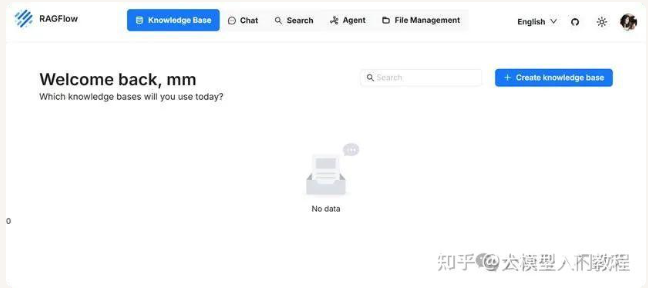 RAGFlow
Knowledge Base
Chat
Search
Agent
File Management
English
Welcome back, mm
Search
Create knowledge base
Which knowledge bases will you use today?
No data
0
知乎 @大模型入门教程